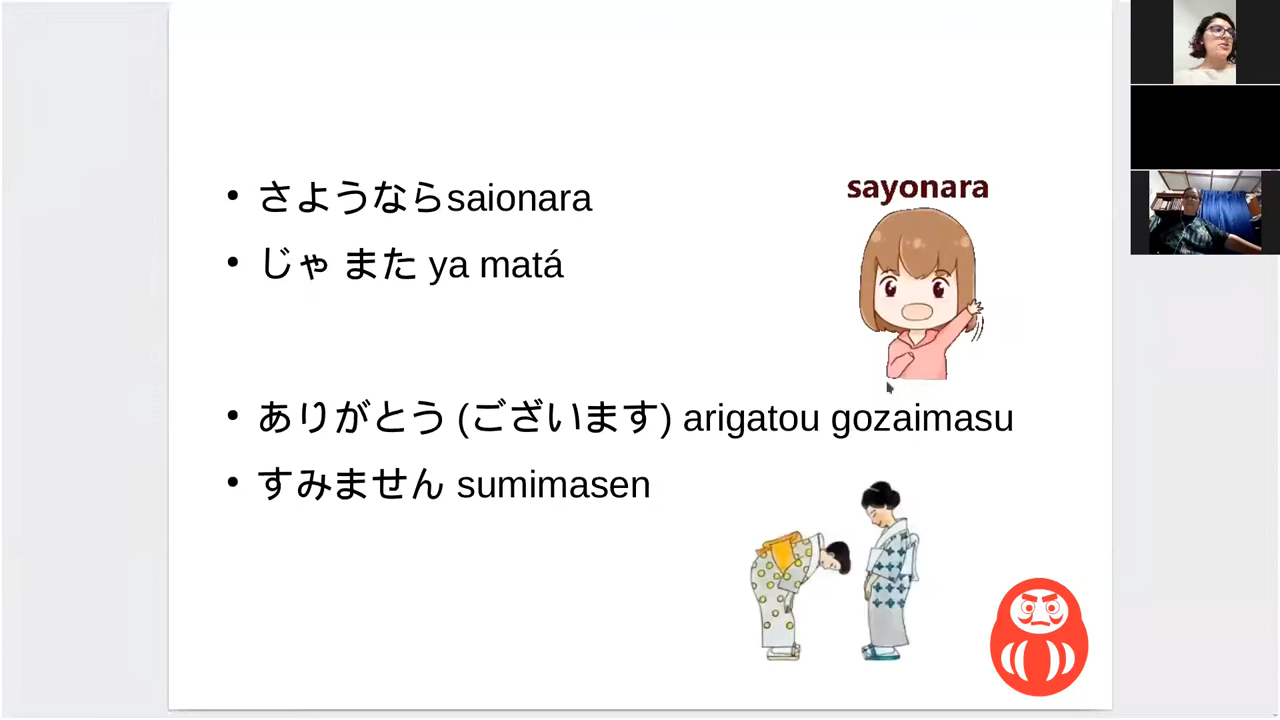 さようならsaionara
sayonara
じゃ また ya matá
ありがとう (ございます) arigatou gozaimasu
すみません sumimasen